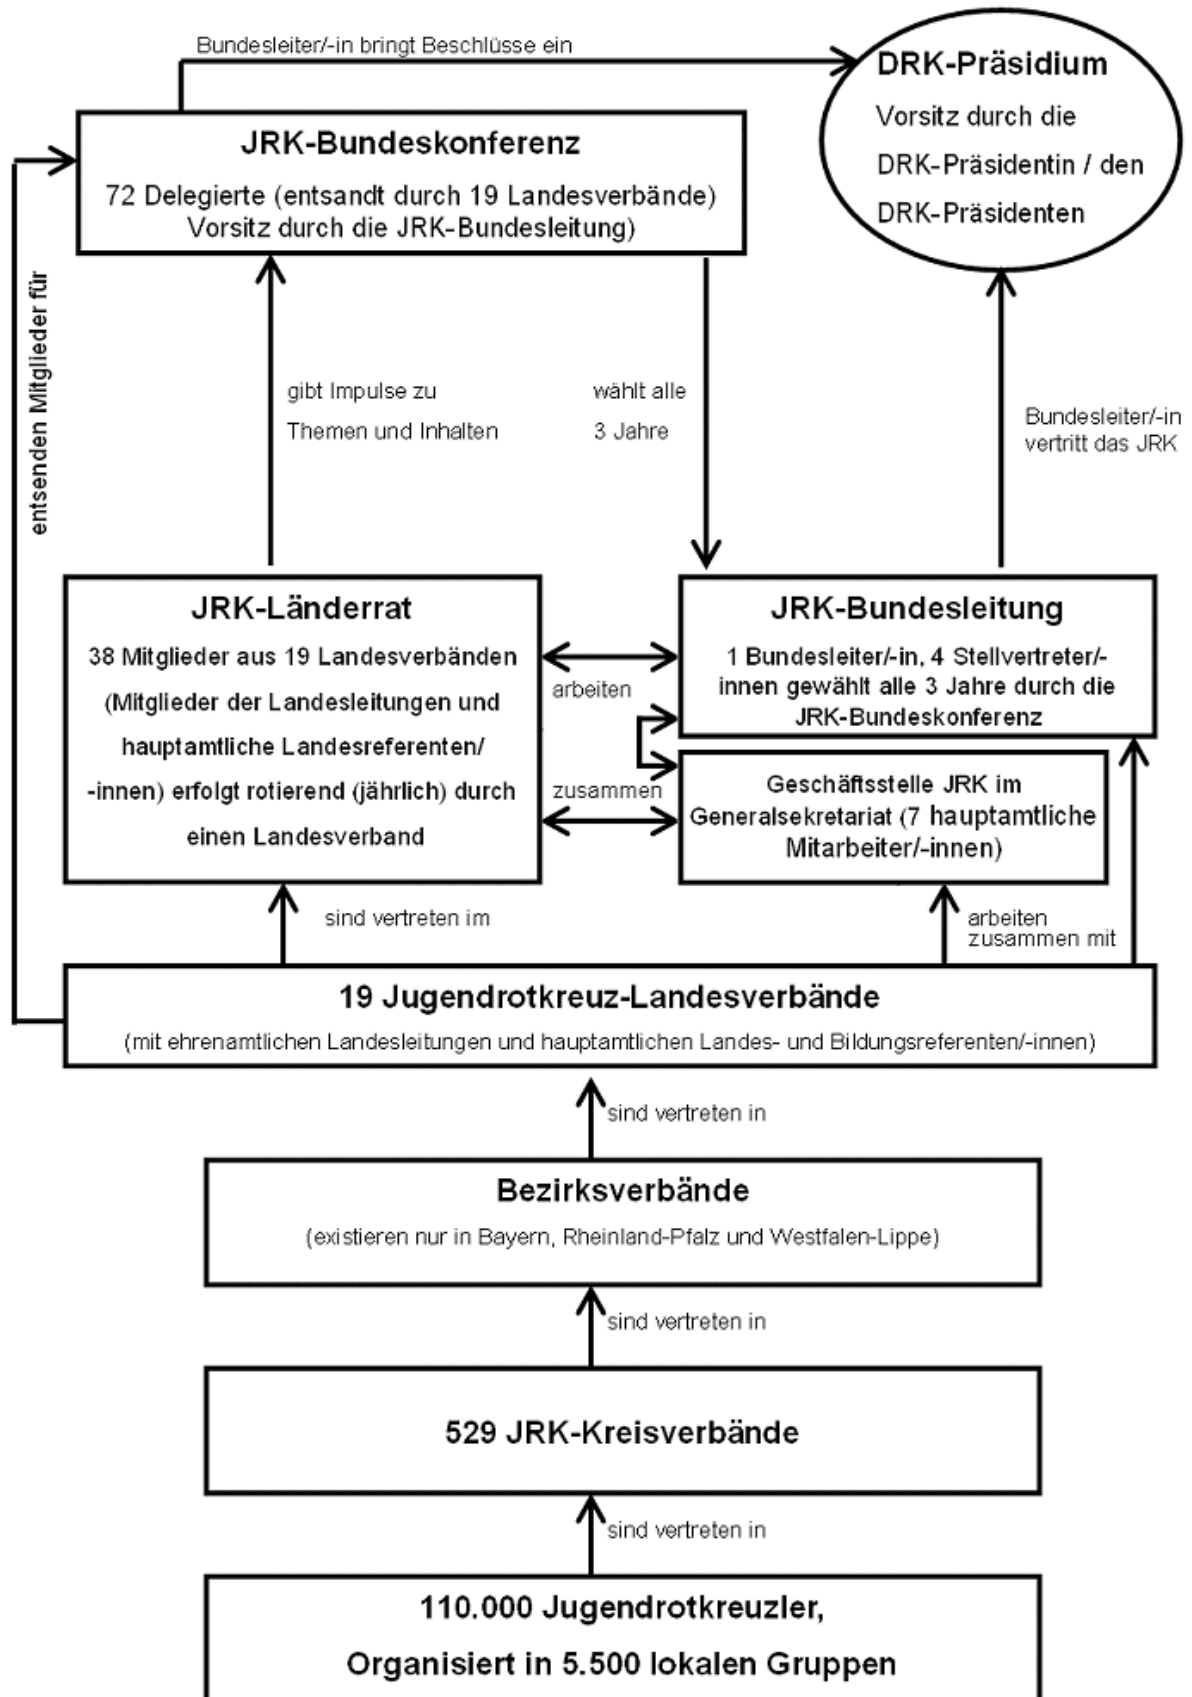 Bundesleiter/-in bringt Beschlüsse ein
DRK-Präsidium
Vorsitz durch die
DRK-Präsidentin / den
DRK-Präsidenten
JRK-Bundeskonferenz
72 Delegierte (entsandt durch 19 Landesverbände)
Vorsitz durch die JRK-Bundesleitung)
entsenden Mitglieder für
gibt Impulse zu
Themen und Inhalten
wählt alle
3 Jahre
Bundesleiter/-in
vertritt das JRK
JRK-Länderrat
38 Mitglieder aus 19 Landesverbänden
(Mitglieder der Landesleitungen und
hauptamtliche Landesreferenten/
-innen) erfolgt rotierend (jährlich) durch
einen Landesverband
arbeiten
zusammen
JRK-Bundesleitung
1 Bundesleiter/-in, 4 Stellvertreter/-
innen gewählt alle 3 Jahre durch die
JRK-Bundeskonferenz
Geschäftsstelle JRK im
Generalsekretariat (7 hauptamtliche
Mitarbeiter/-innen)
sind vertreten im
arbeiten
zusammen mit
19 Jugendrotkreuz-Landesverbände
(mit ehrenamtlichen Landesleitungen und hauptamtlichen Landes- und Bildungsreferenten/-innen)
sind vertreten in
Bezirksverbände
(existieren nur in Bayern, Rheinland-Pfalz und Westfalen-Lippe)
sind vertreten in
529 JRK-Kreisverbände
sind vertreten in
110.000 Jugendrotkreuzler,
Organisiert in 5.500 lokalen Gruppen